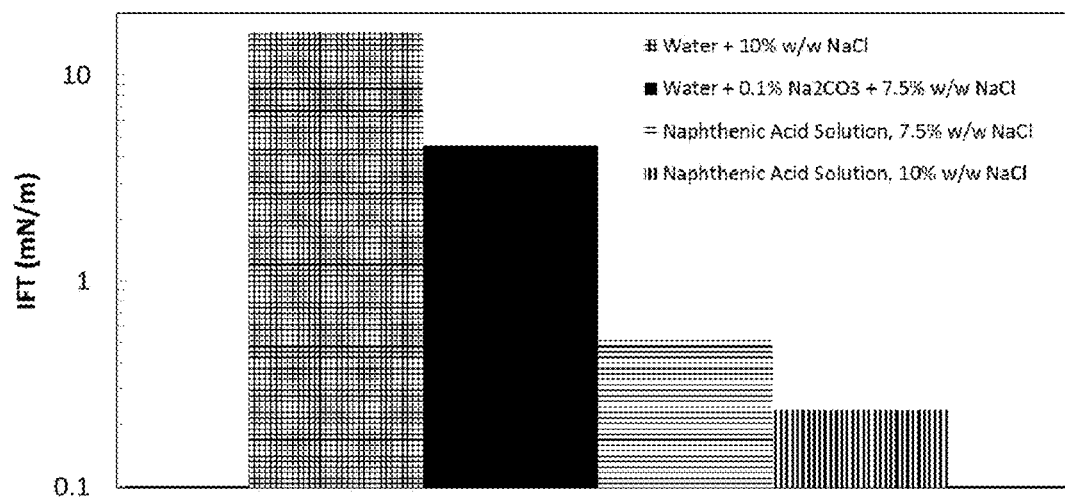 IFT (mN/m)
10
1
0.1
Water + 10% w/w NaCl
Water + 0.1% Na2CO3 + 7.5% w/w NaCl
Naphthenic Acid Solution, 7.5% w/w NaCl
Naphthenic Acid Solution, 10% w/w NaCl